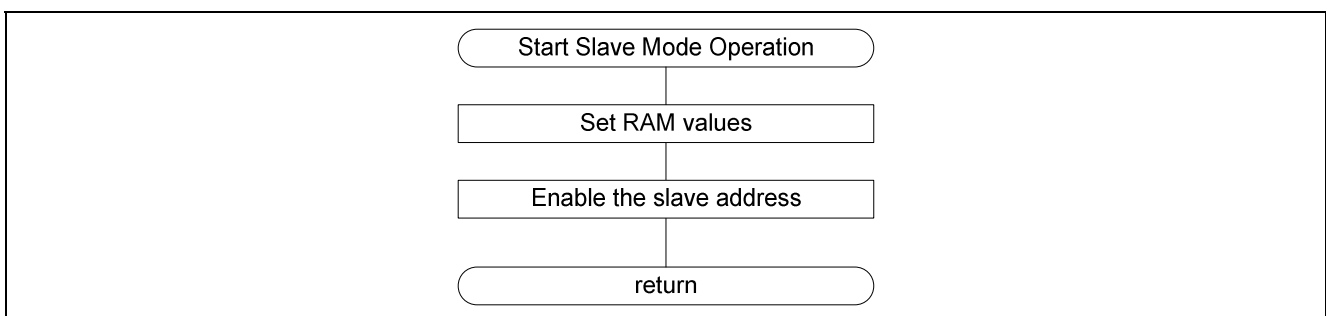 Start Slave Mode Operation
Set RAM values
Enable the slave address
return